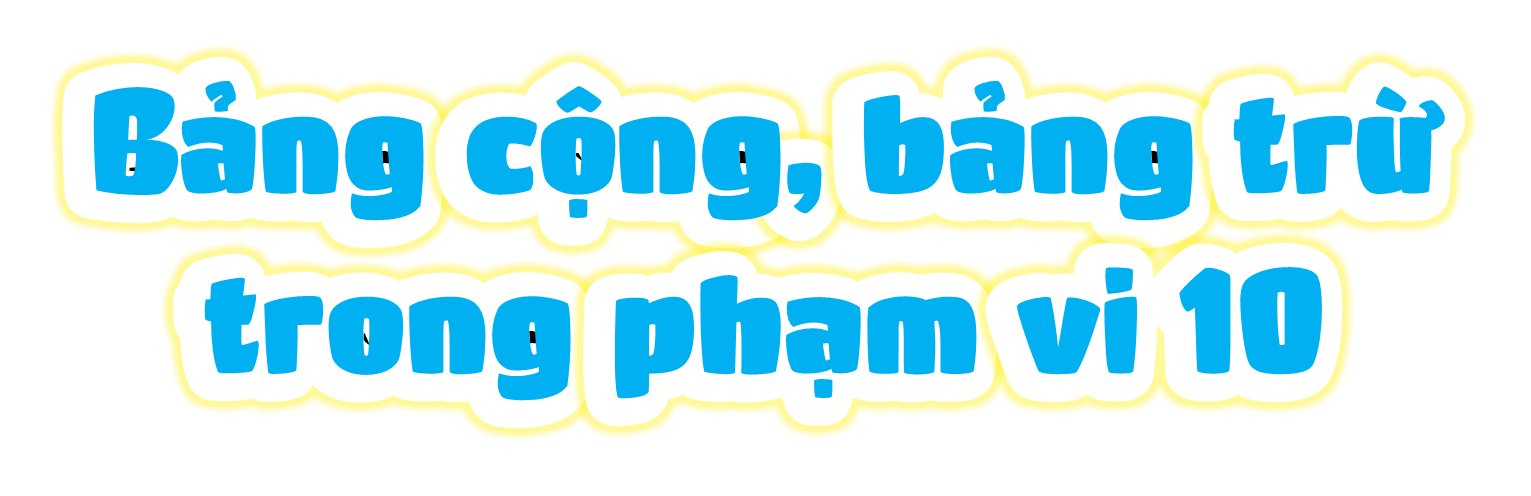 Bảng cộng, bảng trừ
trong phạm vi 10